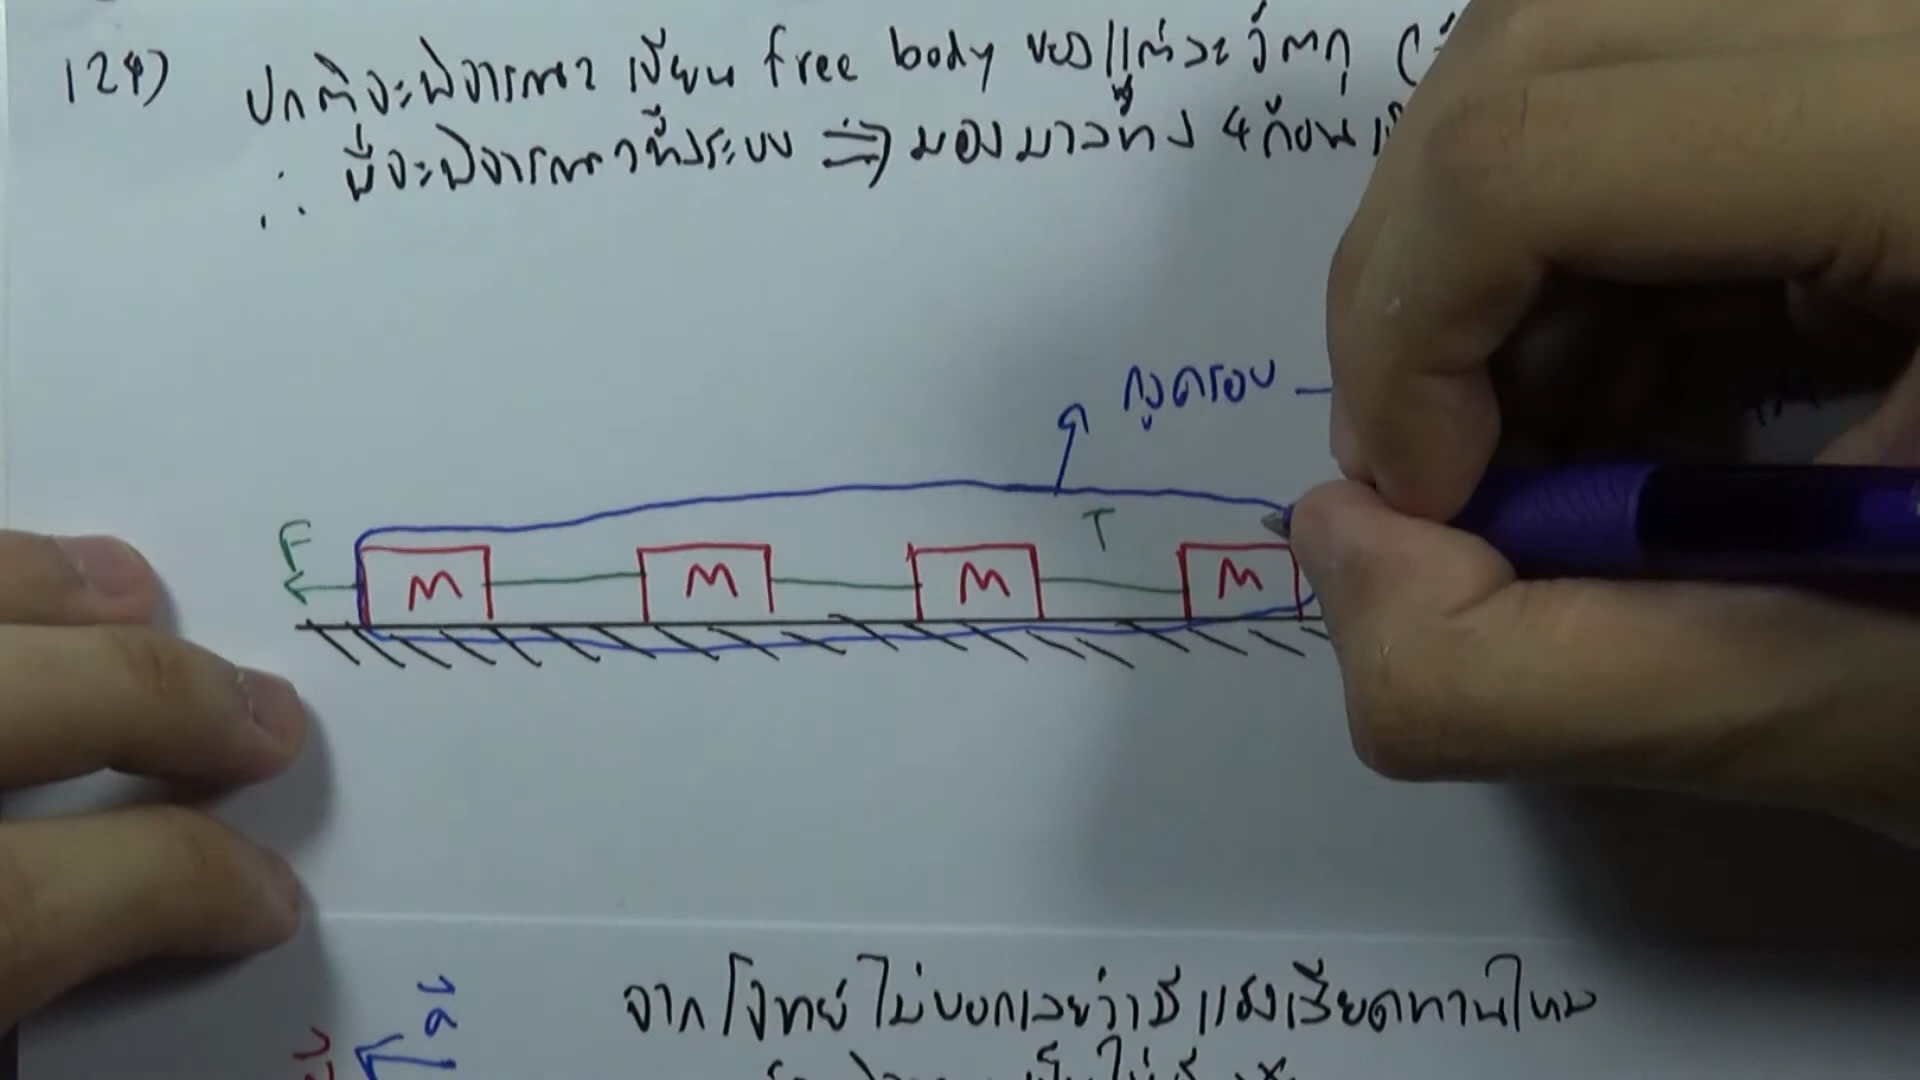 124) ปกติจะพิจารณา เขียน free body ของแต่ละวัตถุ (
∴ พี่จะพิจารณาทั้งระบบ ⇒ มองมวลทั้ง 4 ก้อน
ถุงครอบ
F
T
M M M M
จากโจทย์ ไม่บอกเลยว่ามี แรงเสียดทานไหม